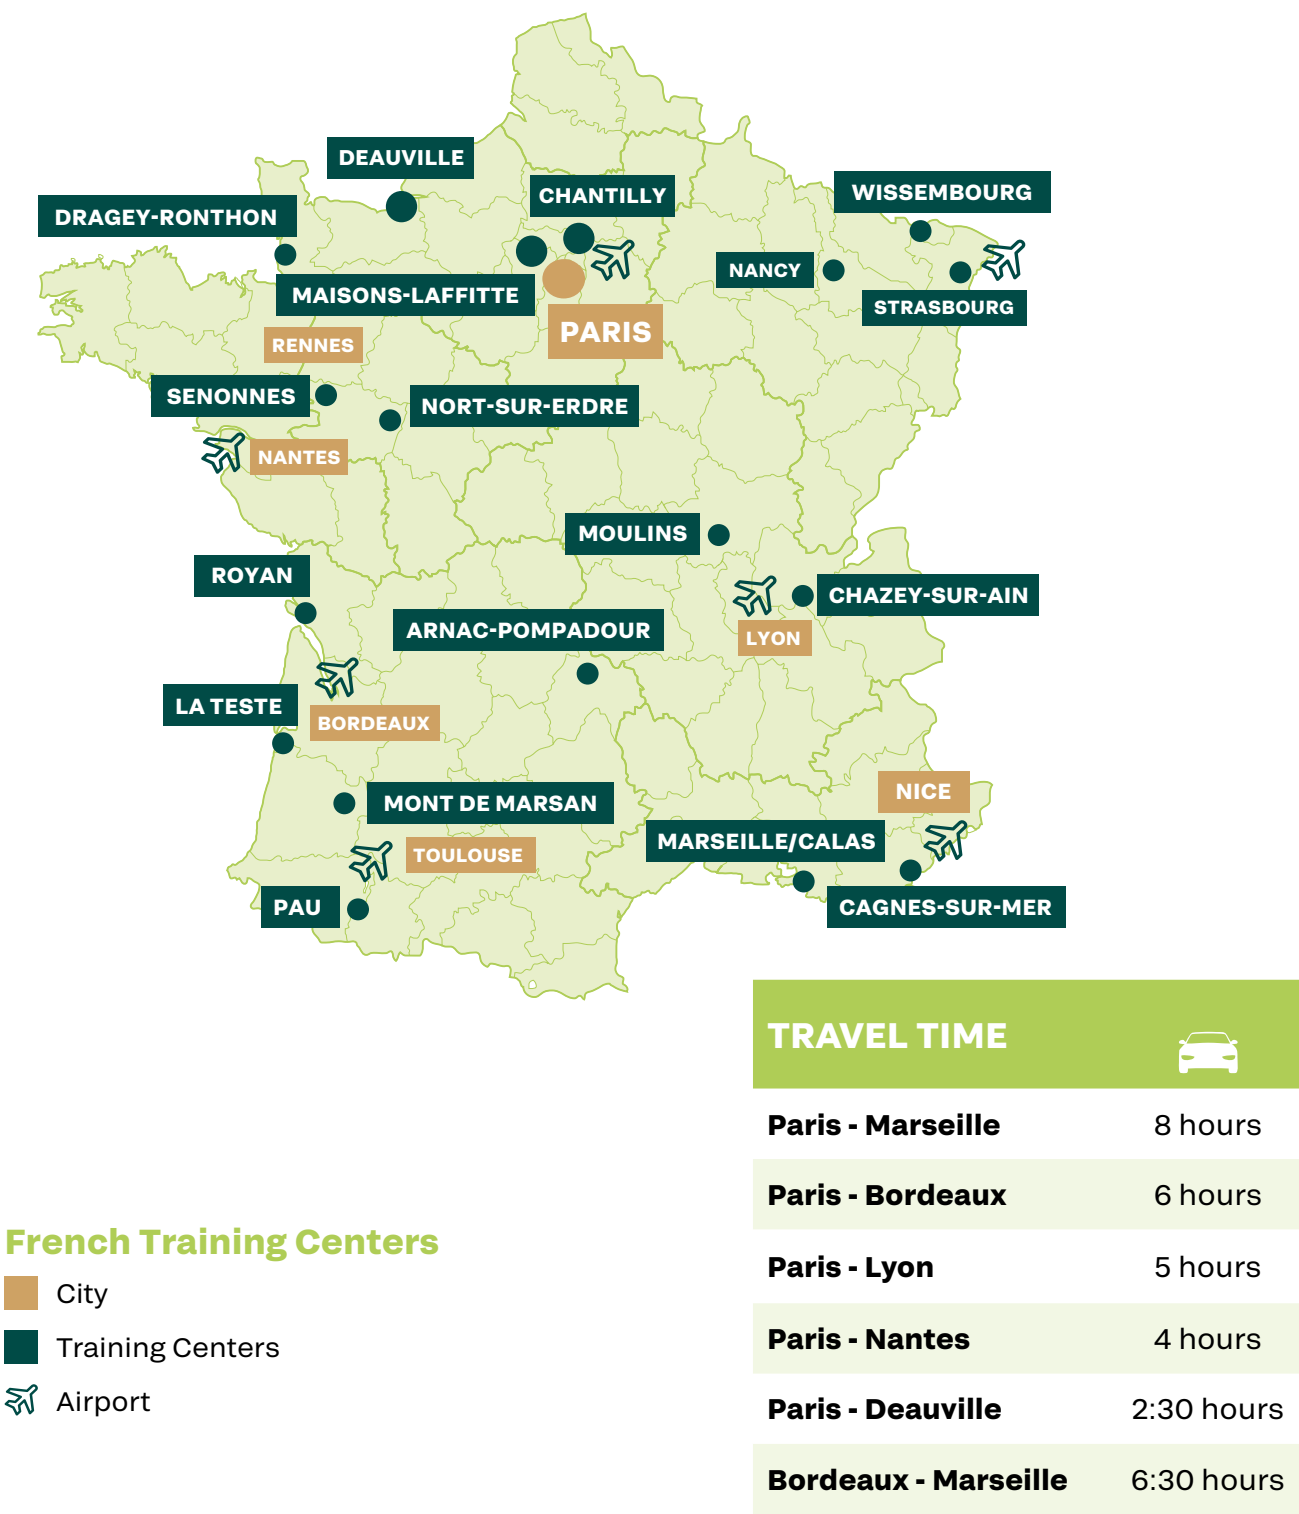 DEAUVILLE
CHANTILLY
WISSEMBOURG
DRAGEY-RONTHON
NANCY
MAISONS-LAFFITTE
STRASBOURG
PARIS
RENNES
SENONNES
NORT-SUR-ERDRE
NANTES
MOULINS
ROYAN
CHAZEY-SUR-AIN
ARNAC-POMPADOUR
LYON
LA TESTE
BORDEAUX
NICE
MONT DE MARSAN
MARSEILLE/CALAS
TOULOUSE
PAU
CAGNES-SUR-MER
TRAVEL TIME
Paris - Marseille 8 hours
Paris - Bordeaux 6 hours
Paris - Lyon 5 hours
Paris - Nantes 4 hours
Paris - Deauville 2:30 hours
Bordeaux - Marseille 6:30 hours
French Training Centers
City
Training Centers
Airport